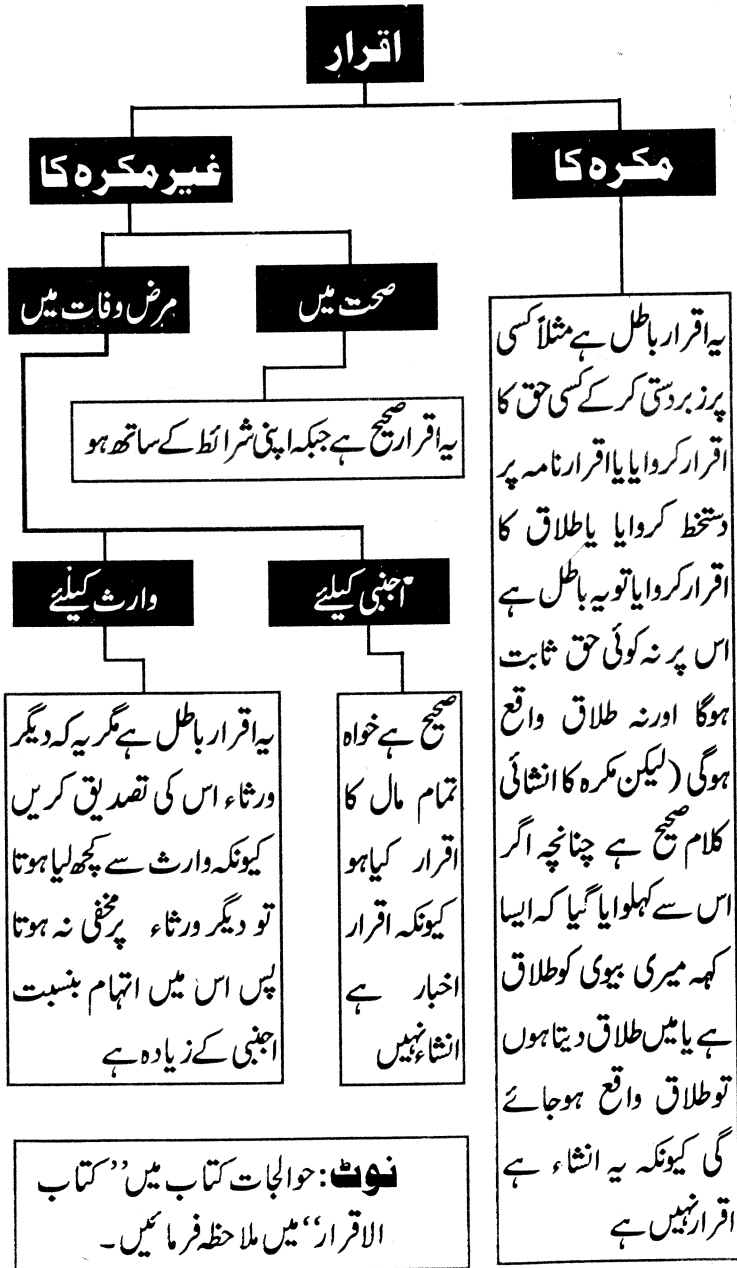 اقرار
مکرہ کا
غیر مکرہ کا
صحت میں
مرض وفات میں
یہ اقرار باطل ہے مثلاً کسی
پر زبردستی کر کے کسی حق کا
اقرار کروایا یا اقرار نامہ پر
دستخط کروایا یا طلاق کا
اقرار کروایا تو یہ باطل ہے
اس پر نہ کوئی حق ثابت
ہوگا اور نہ طلاق واقع
ہوگی (لیکن مکرہ کا انشائی
کلام صحیح ہے چنانچہ اگر
اس سے کہلوایا گیا کہ ایسا
کہہ میری بیوی کو طلاق
ہے یا میں طلاق دیتا ہوں
تو طلاق واقع ہو جائے
گی کیونکہ یہ انشاء ہے
اقرار نہیں ہے
یہ اقرار صحیح ہے جبکہ اپنی شرائط کے ساتھ ہو
اجنبی کیلئے
وارث کیلئے
صحیح ہے خواہ
تمام مال کا
اقرار کیا ہو
کیونکہ اقرار
اخبار ہے
انشاء نہیں
یہ اقرار باطل ہے مگر یہ کہ دیگر
ورثاء اس کی تصدیق کریں
کیونکہ وارث سے کچھ لیا ہوتا
تو دیگر ورثاء پر مخفی نہ ہوتا
پس اس میں اتہام بنسبت
اجنبی کے زیادہ ہے
نوٹ: حوالجات کتاب میں ”کتاب
الاقرار“ میں ملاحظہ فرمائیں۔